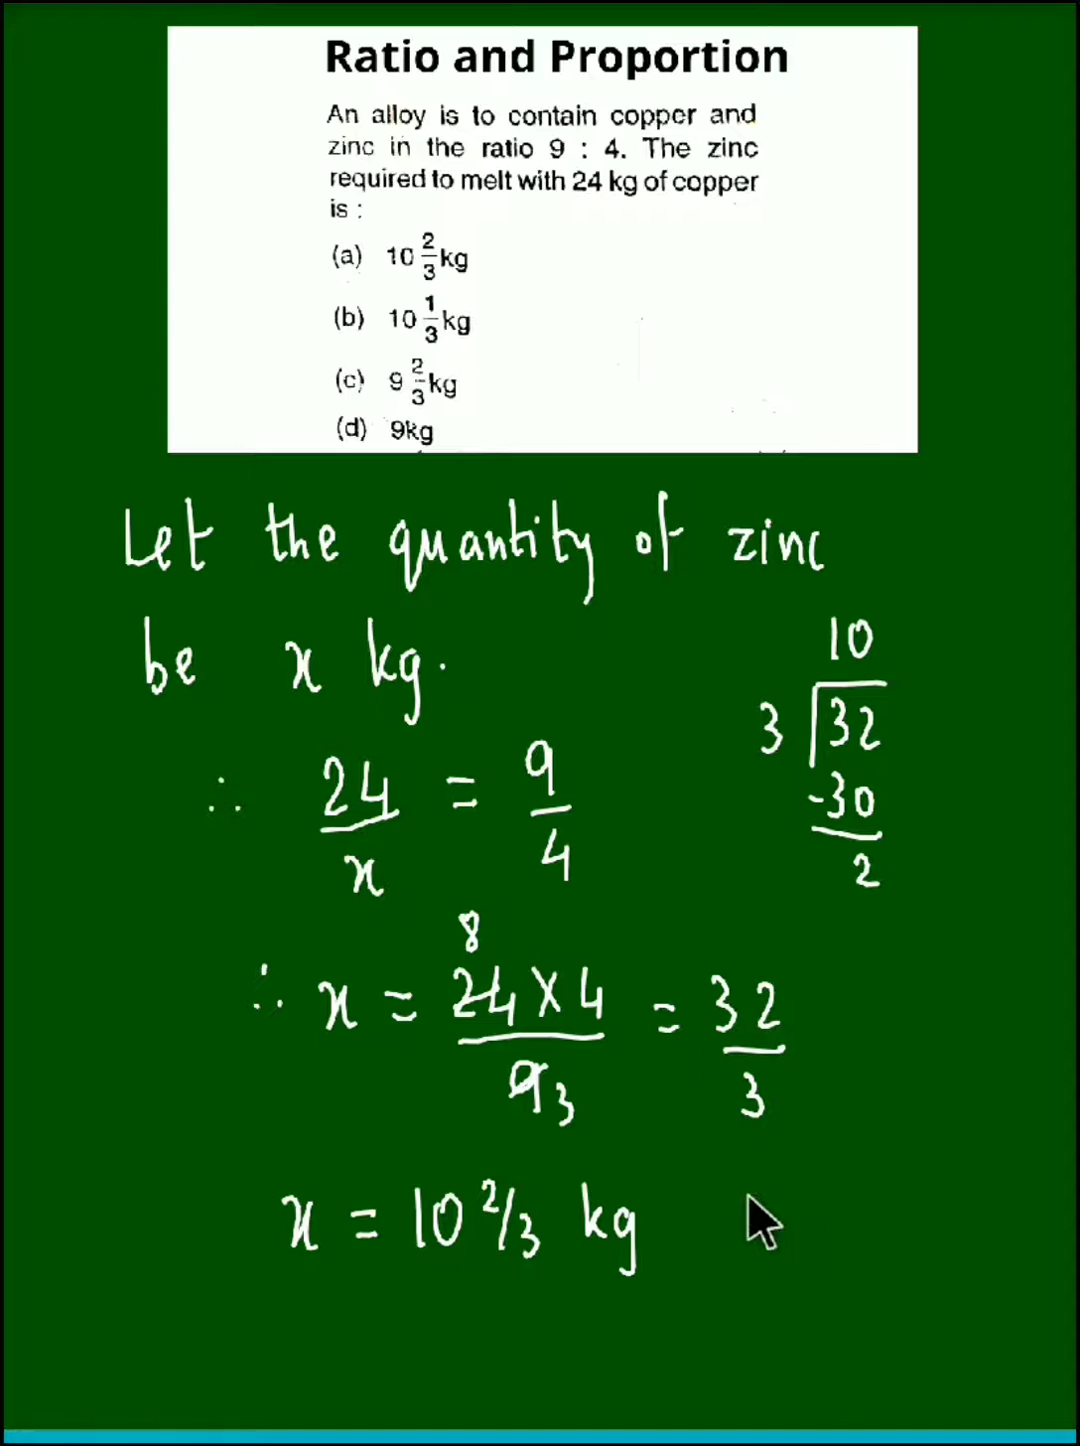 Ratio and Proportion
An alloy is to contain copper and
zinc in the ratio 9 : 4. The zinc
required to melt with 24 kg of copper
is :
(a) 10 2/3 kg
(b) 10 1/3 kg
(c) 9 2/3 kg
(d) 9kg
Let the quantity of zinc
be x kg.
∴ 24/x = 9/4
8
∴ x = 24 X 4 / 9 3 = 32/3
x = 10 2/3 kg
10
3 32
-30
2